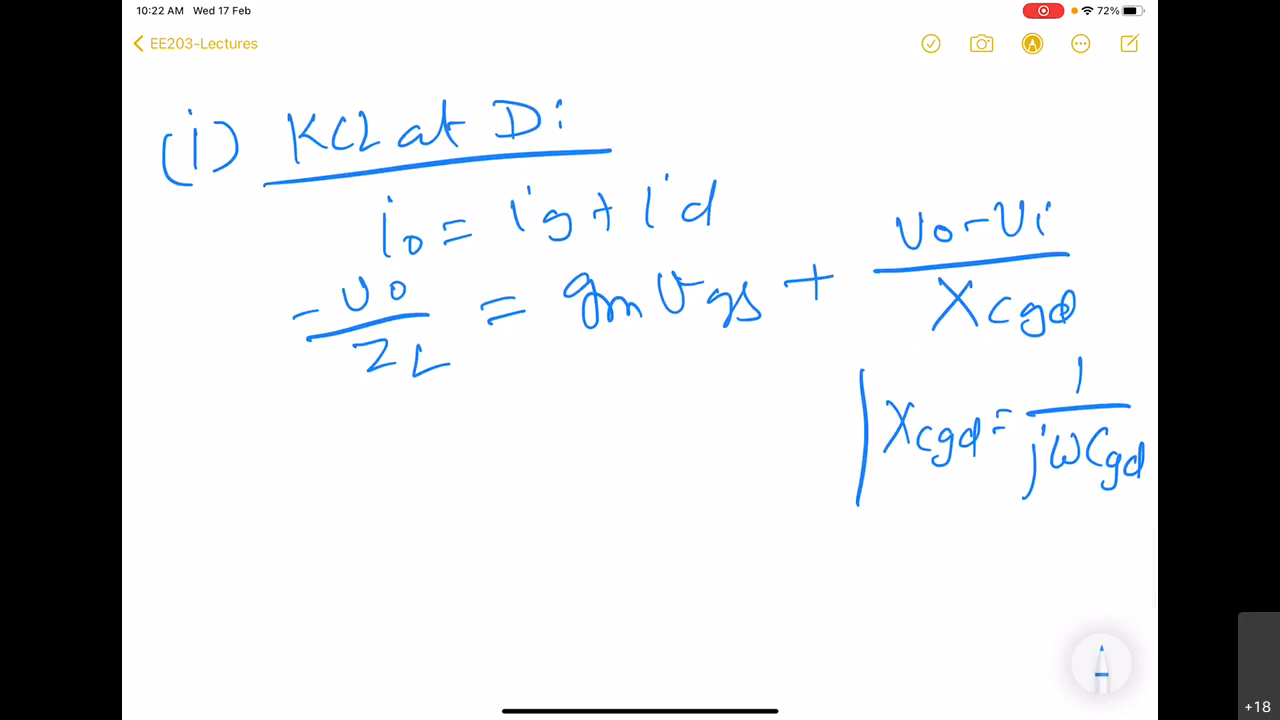 10:22 AM Wed 17 Feb
72%
EE203-Lectures
(i) KCL at D:
io = ig + id
-vo/ZL = gm vgs + vo-vi/Xcgd
Xcgd = 1/jωCgd
+18